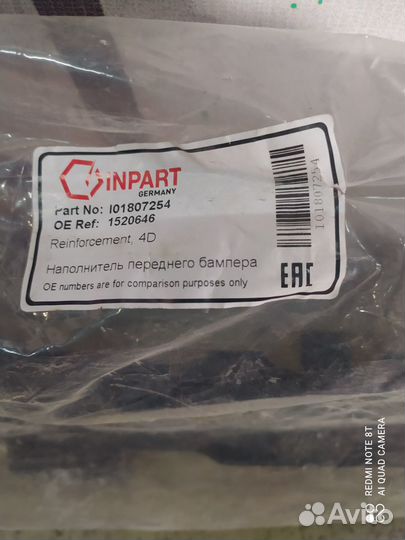 INPART
GERMANY
Part No: I01807254
OE Ref: 1520646
Reinforcement, 4D
Наполнитель переднего бампера
OE numbers are for comparison purposes only
I01807254
EAC
REDMI NOTE 8T
AI QUAD CAMERA
Avito